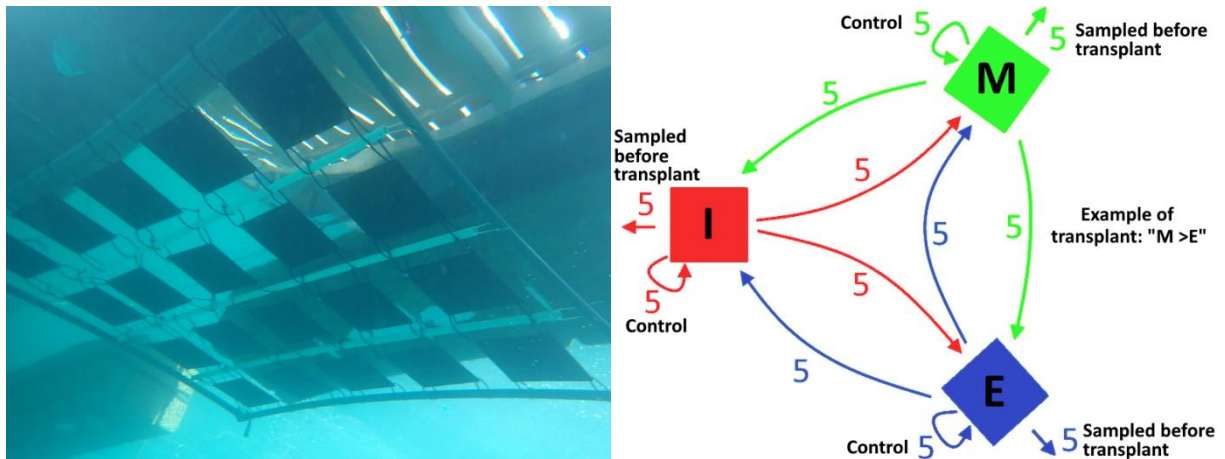 Control
5
M
5
Sampled before
transplant
5
Sampled
before
transplant
5
5
I
5
Control
5
5
5
5
Example of
transplant: "M >E"
5
E
Control
5
5
Sampled before
transplant